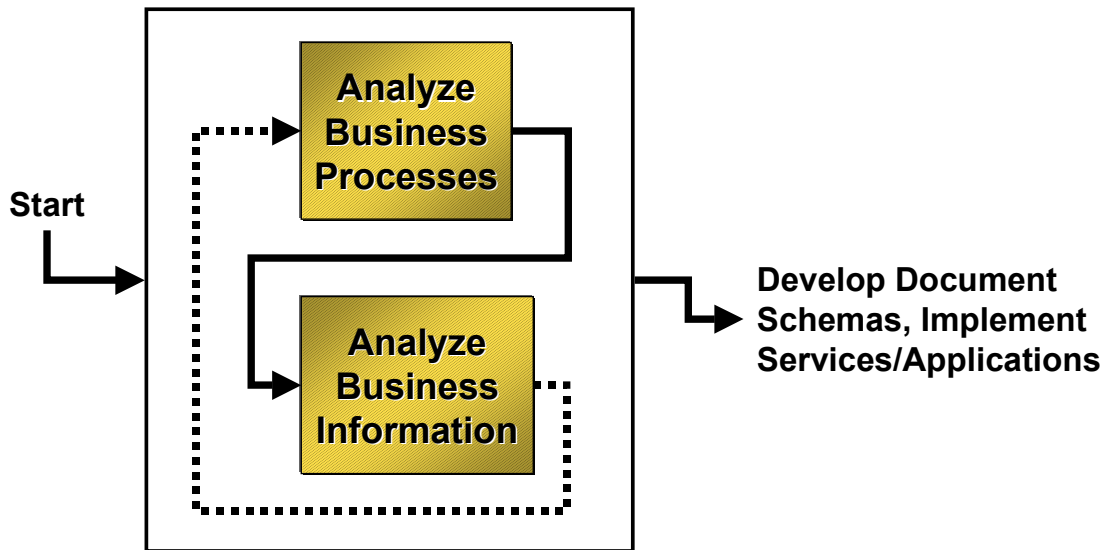 Analyze
Business
Processes
Start
Develop Document
Schemas, Implement
Services/Applications
Analyze
Business
Information